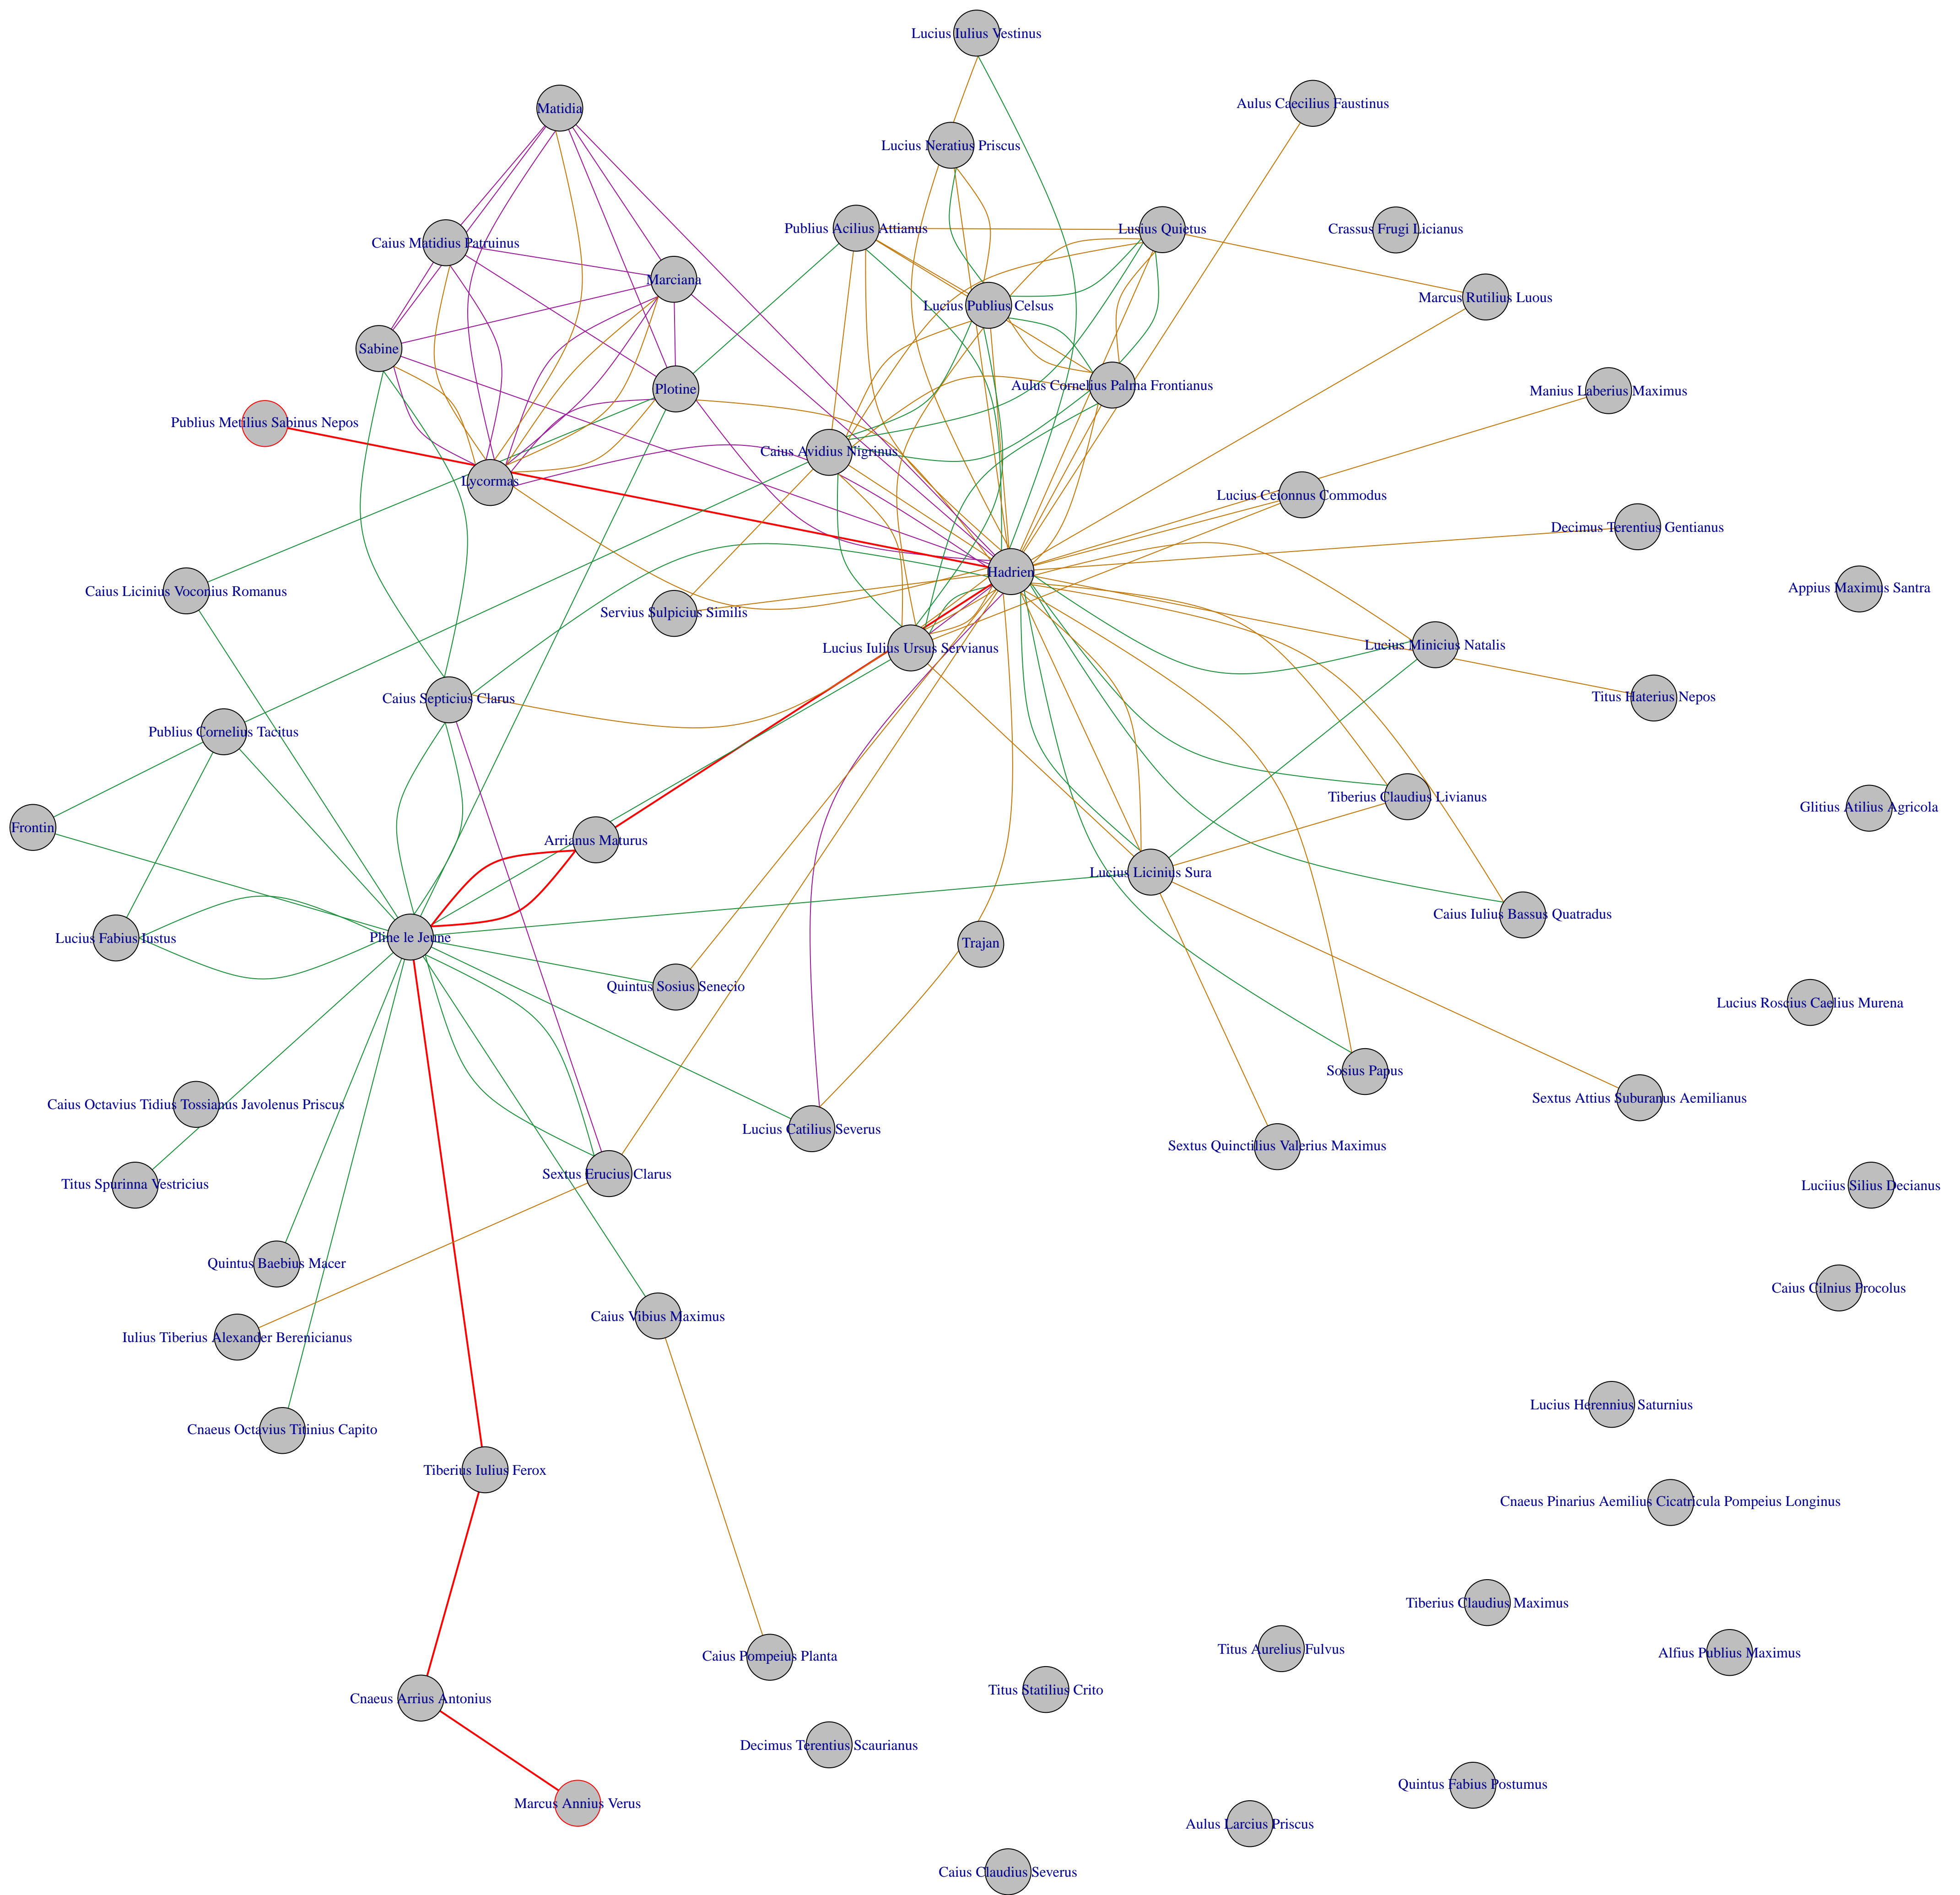 Lucius Iulius Vestinus
Matidia
Aulus Caecilius Faustinus
Lucius Neratius Priscus
Publius Acilius Attianus
Lusius Quietus
Crassus Frugi Licianus
Caius Matidius Patruinus
Marciana
Marcus Rutilius Luous
Lucius Publius Celsus
Sabine
Plotine
Aulus Cornelius Palma Frontianus
Manius Laberius Maximus
Publius Metilius Sabinus Nepos
Caius Avidius Nigrinus
Lycormas
Lucius Ceionnus Commodus
Decimus Terentius Gentianus
Hadrien
Caius Licinius Voconius Romanus
Appius Maximus Santra
Servius Sulpicius Similis
Lucius Iulius Ursus Servianus
Lucius Minicius Natalis
Caius Septicius Clarus
Titus Haterius Nepos
Publius Cornelius Tacitus
Tiberius Claudius Livianus
Glitius Atilius Agricola
Frontin
Arrianus Maturus
Lucius Licinius Sura
Caius Iulius Bassus Quatradus
Lucius Fabius Iustus
Pline le Jeune
Trajan
Quintus Sosius Senecio
Lucius Roscius Caelius Murena
Sosius Papus
Caius Octavius Tidius Tossianus Javolenus Priscus
Sextus Attius Suburanus Aemilianus
Lucius Catilius Severus
Sextus Quinctilius Valerius Maximus
Sextus Erucius Clarus
Titus Spurinna Vestricius
Luciius Silius Decianus
Quintus Baebius Macer
Caius Cilnius Procolus
Caius Vibius Maximus
Iulius Tiberius Alexander Berenicianus
Lucius Herennius Saturnius
Cnaeus Octavius Titinius Capito
Tiberius Iulius Ferox
Cnaeus Pinarius Aemilius Cicatricula Pompeius Longinus
Tiberius Claudius Maximus
Titus Aurelius Fulvus
Alfius Publius Maximus
Caius Pompeius Planta
Titus Statilius Crito
Cnaeus Arrius Antonius
Decimus Terentius Scaurianus
Quintus Fabius Postumus
Marcus Annius Verus
Aulus Larcius Priscus
Caius Claudius Severus